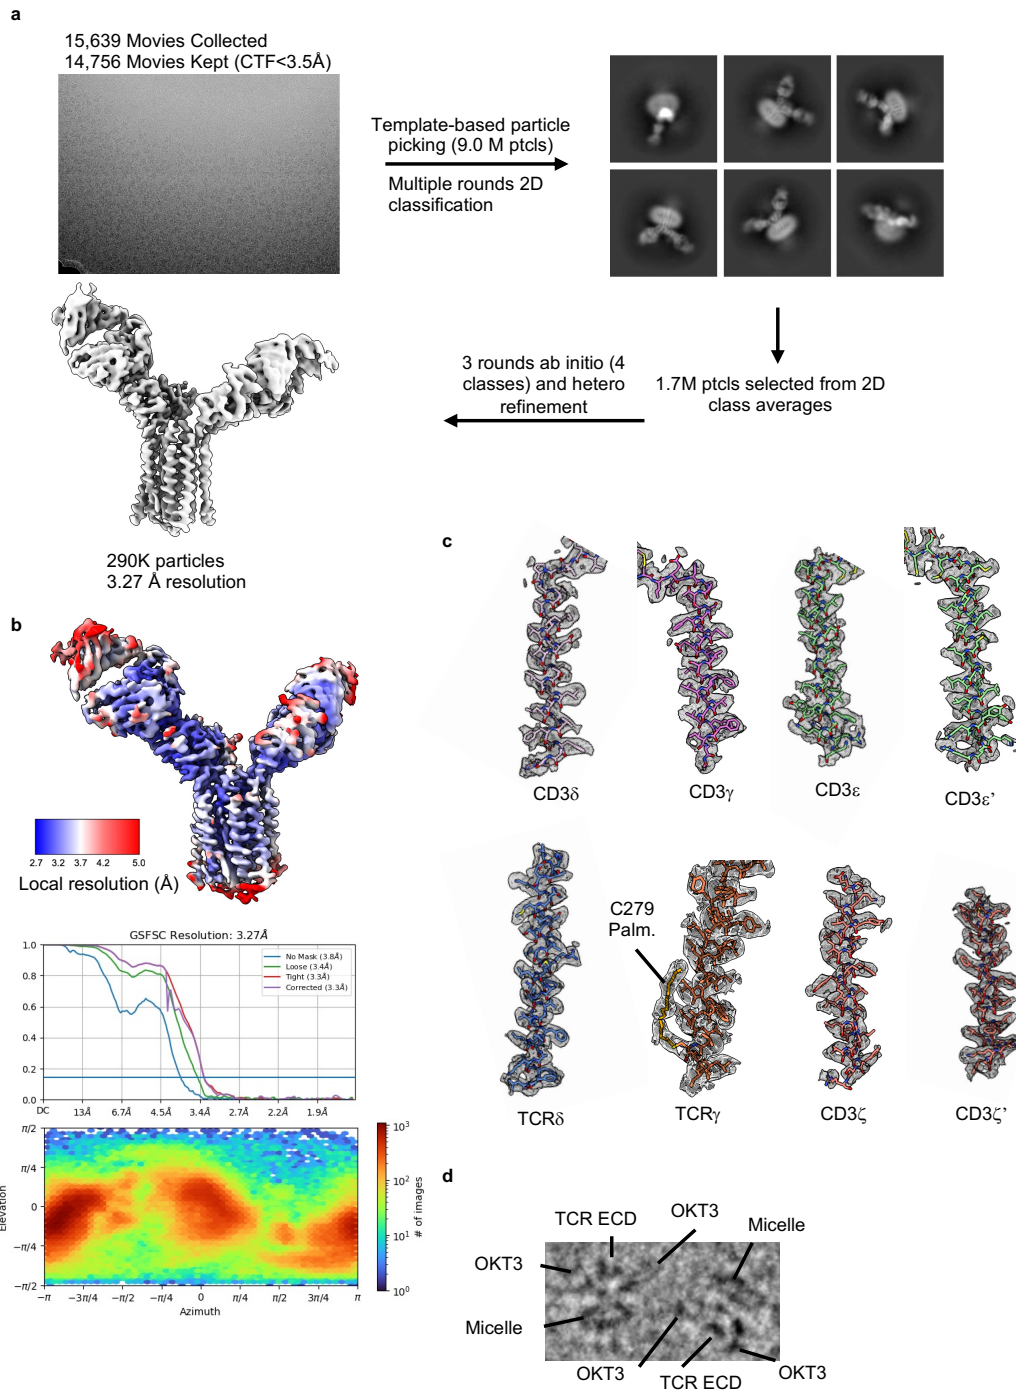 a
15,639 Movies Collected
14,756 Movies Kept (CTF<3.5Å)
Template-based particle
picking (9.0 M ptcls)
Multiple rounds 2D
classification
1.7M ptcls selected from 2D
class averages
3 rounds ab initio (4
classes) and hetero
refinement
290K particles
3.27 Å resolution
b
2.7 3.2 3.7 4.2 5.0
Local resolution (Å)
GSFSC Resolution: 3.27Å
No Mask (3.8Å)
Loose (3.4Å)
Tight (3.3Å)
Corrected (3.3Å)
1.0
0.8
0.6
0.4
0.2
0.0
DC 13Å 6.7Å 4.5Å 3.4Å 2.7Å 2.2Å 1.9Å
π/2
π/4
0
−π/4
−π/2
Elevation
−π −3π/4 −π/2 −π/4 0 π/4 π/2 3π/4 π
Azimuth
10³
10²
10¹
10⁰
# of images
c
CD3δ
CD3γ
CD3ε
CD3ε'
C279
Palm.
TCRδ
TCRγ
CD3ζ
CD3ζ'
d
OKT3
TCR ECD
OKT3
Micelle
Micelle
OKT3
TCR ECD
OKT3